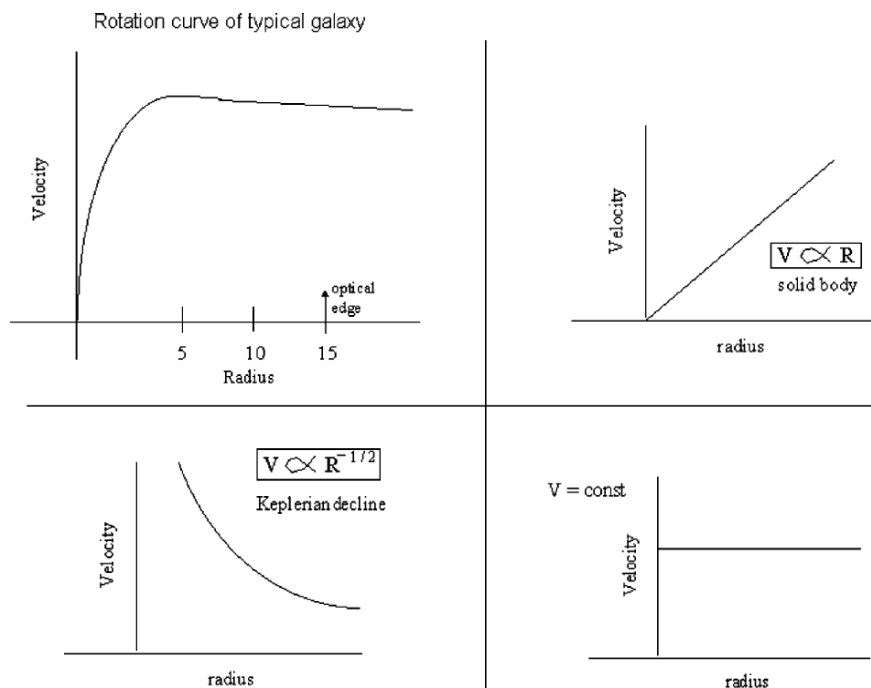 Rotation curve of typical galaxy
Velocity
optical
edge
5
10
15
Radius
Velocity
V ∝ R
solid body
radius
V ∝ R^-1/2
Keplerian decline
Velocity
radius
V = const
Velocity
radius